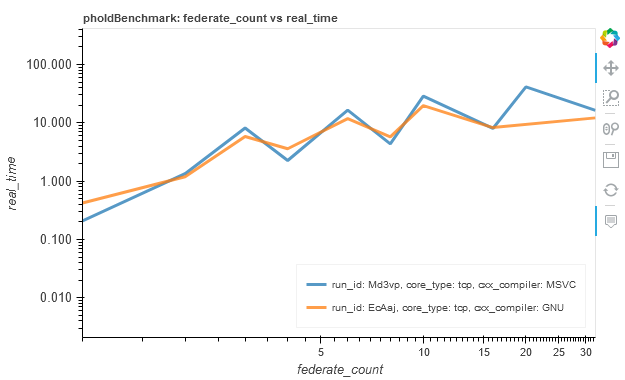 pholdBenchmark: federate_count vs real_time
100.000
10.000
1.000
0.100
0.010
real_time
run_id: Md3vp, core_type: tcp, cxx_compiler: MSVC
run_id: EcAaj, core_type: tcp, cxx_compiler: GNU
5 10 15 20 25 30
federate_count